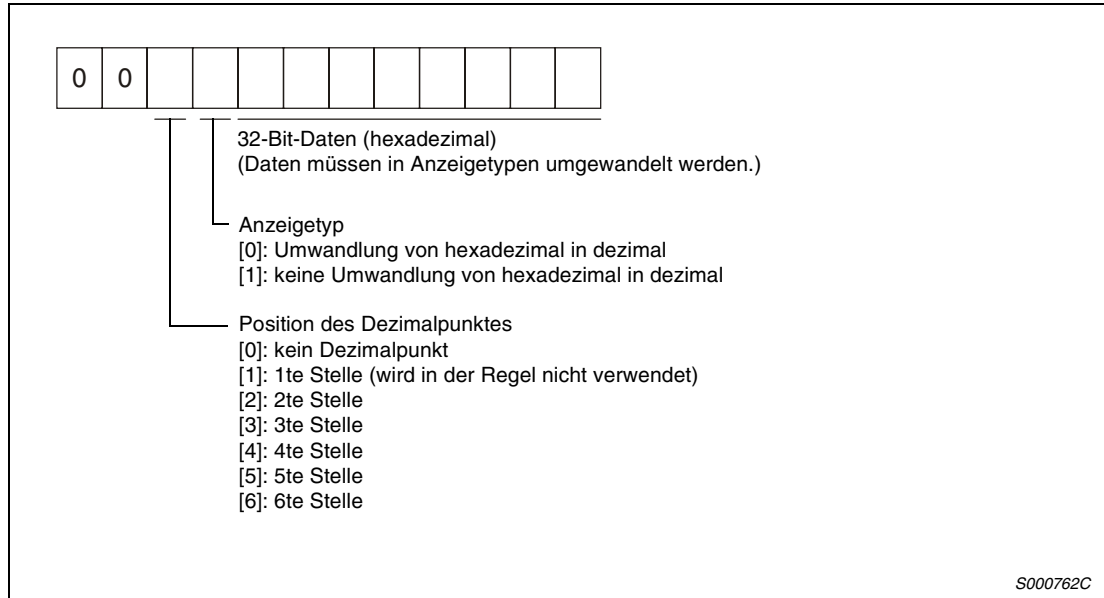 0 0
32-Bit-Daten (hexadezimal)
(Daten müssen in Anzeigetypen umgewandelt werden.)
Anzeigetyp
[0]: Umwandlung von hexadezimal in dezimal
[1]: keine Umwandlung von hexadezimal in dezimal
Position des Dezimalpunktes
[0]: kein Dezimalpunkt
[1]: 1te Stelle (wird in der Regel nicht verwendet)
[2]: 2te Stelle
[3]: 3te Stelle
[4]: 4te Stelle
[5]: 5te Stelle
[6]: 6te Stelle
S000762C